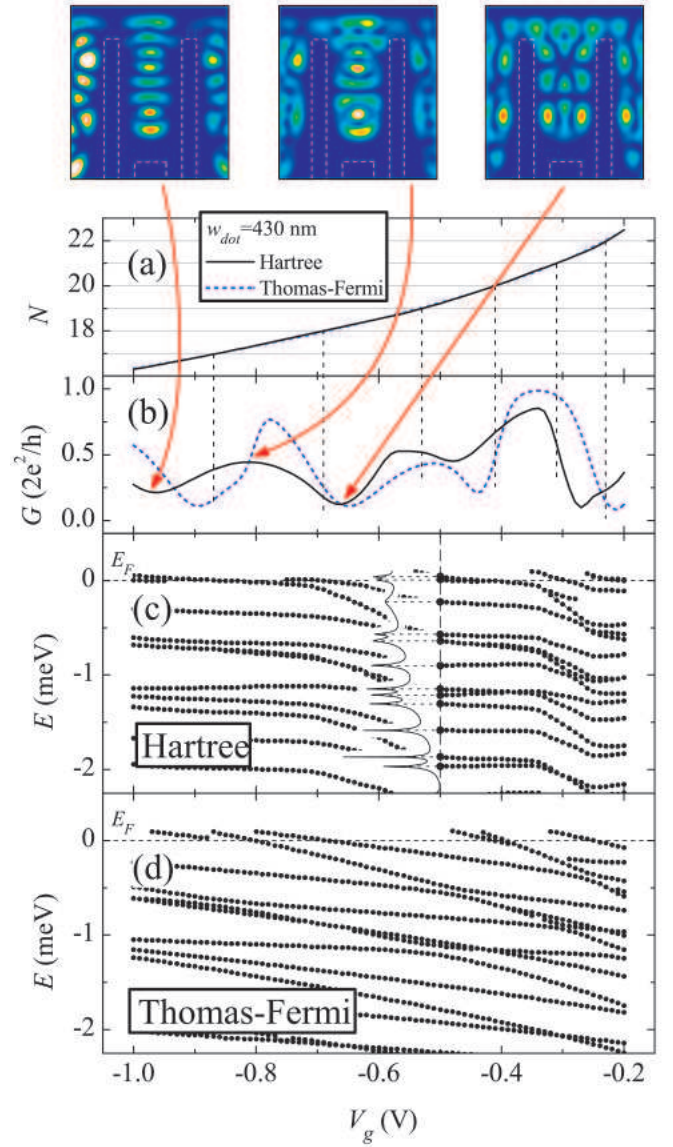 w_dot=430 nm
Hartree
Thomas-Fermi
(a)
N
22
20
18
16
(b)
G (2e²/h)
1.0
0.5
0.0
E_F
(c)
E (meV)
0
-1
-2
Hartree
E_F
(d)
E (meV)
0
-1
-2
Thomas-Fermi
-1.0 -0.8 -0.6 -0.4 -0.2
V_g (V)